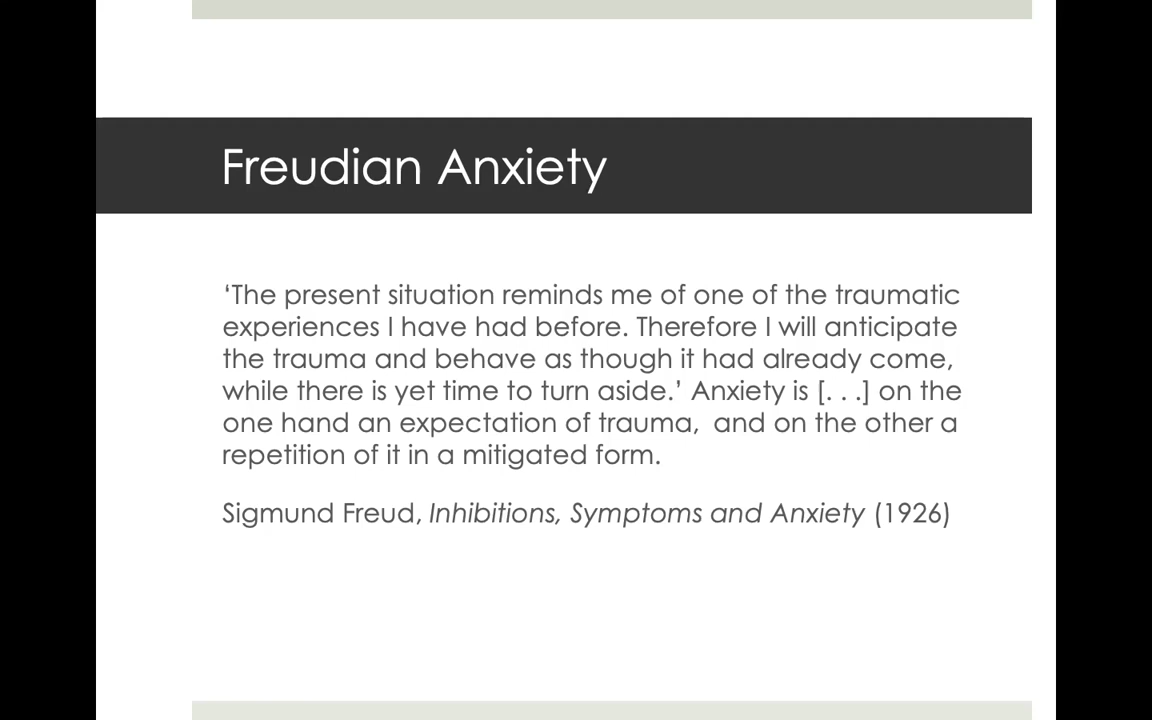 Freudian Anxiety
‘The present situation reminds me of one of the traumatic
experiences I have had before. Therefore I will anticipate
the trauma and behave as though it had already come,
while there is yet time to turn aside.’ Anxiety is [. . .] on the
one hand an expectation of trauma,  and on the other a
repetition of it in a mitigated form.
Sigmund Freud, Inhibitions, Symptoms and Anxiety (1926)